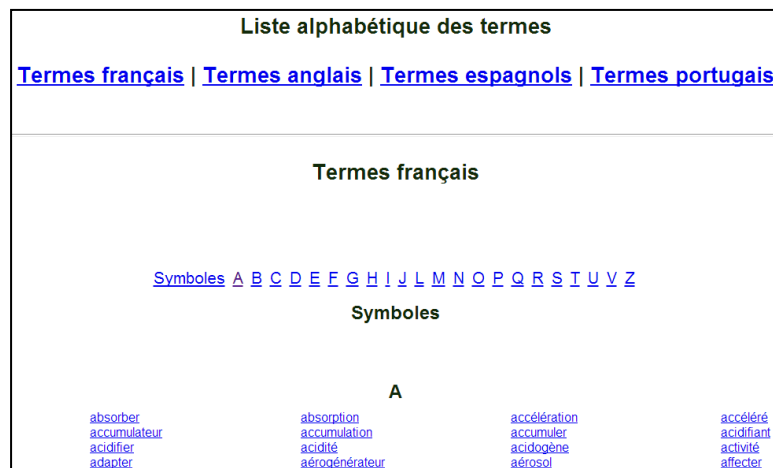 Liste alphabétique des termes
Termes français | Termes anglais | Termes espagnols | Termes portugais
Termes français
Symboles A B C D E F G H I J L M N O P Q R S T U V Z
Symboles
A
absorber absorption accélération accéléré
accumulateur accumulation accumuler acidifiant
acidifier acidité acidogène activité
adapter aérogénérateur aérosol affecter